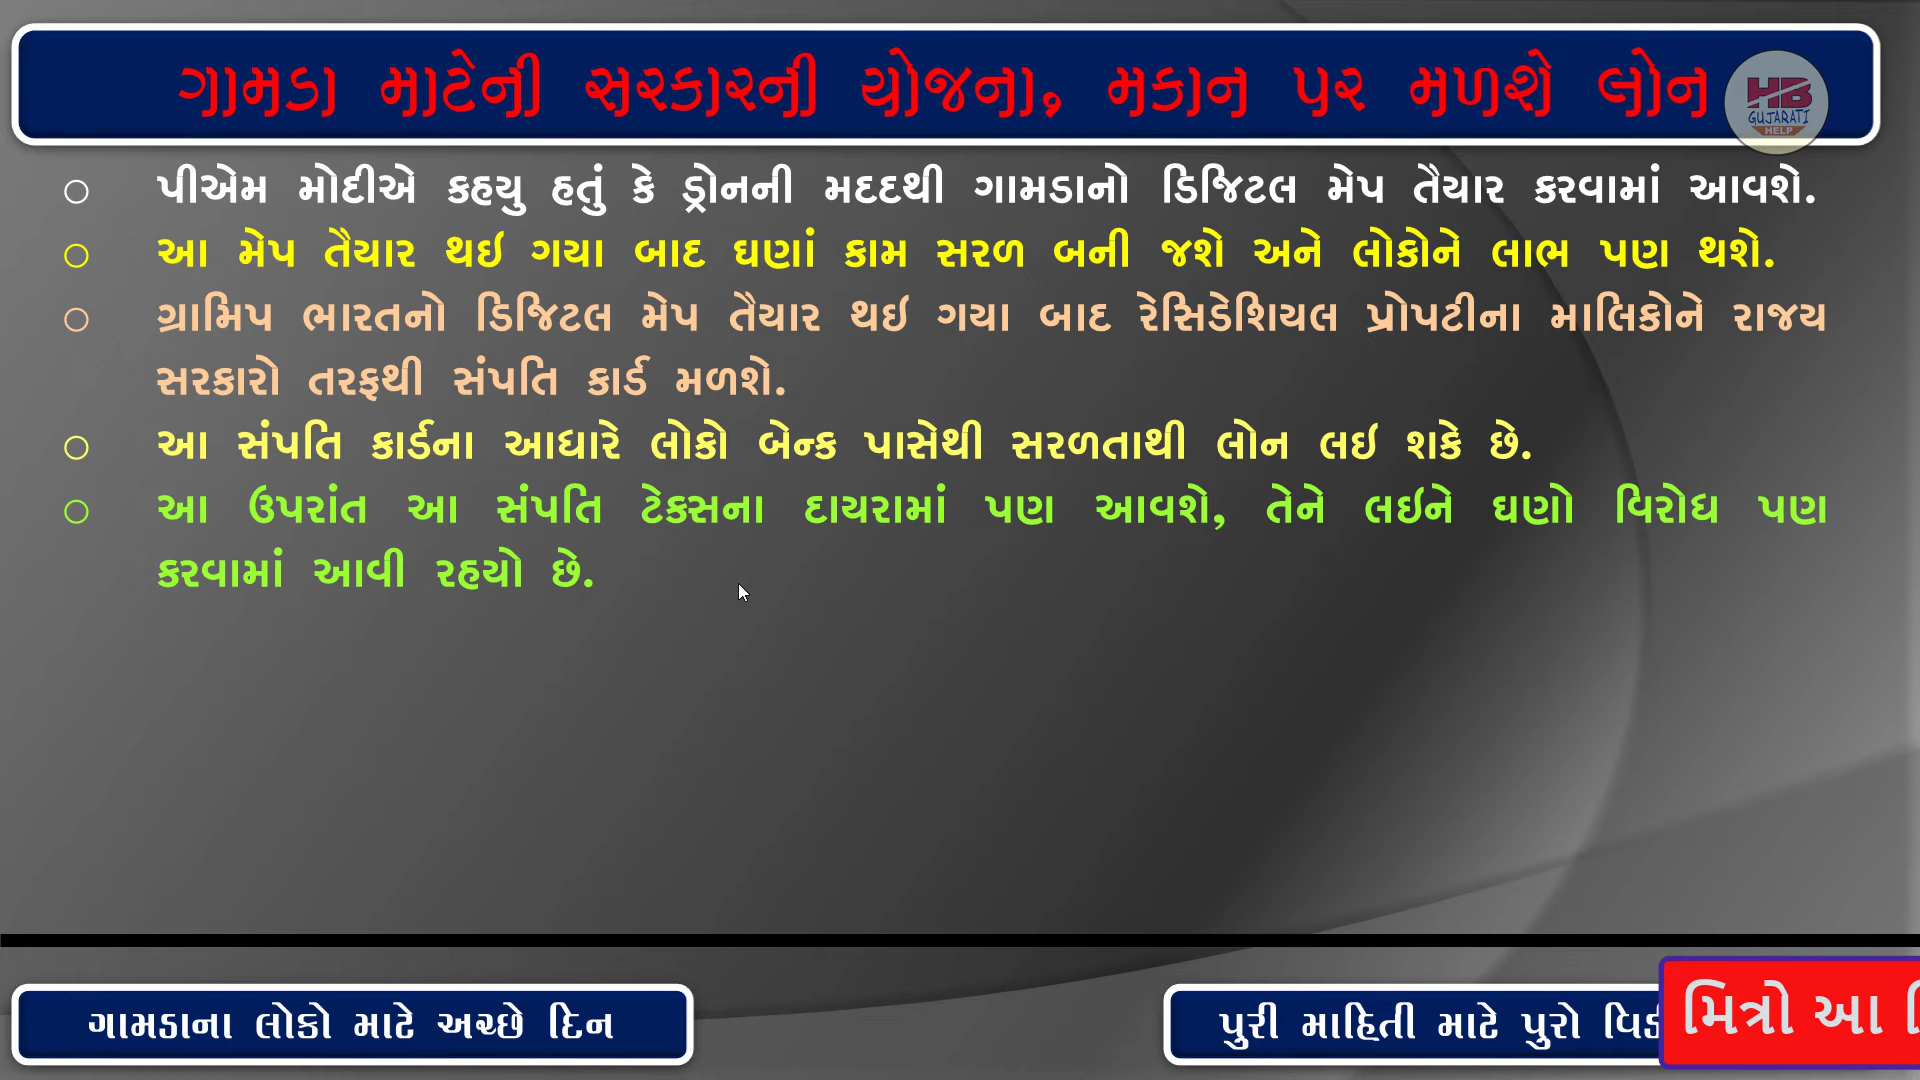 ગામડા માટેની સરકારની યોજના, મકાન પર મળશે લોન
HB
GUJARATI
HELP
પીએમ મોદીએ કહયુ હતું કે ડ્રોનની મદદથી ગામડાનો ડિજિટલ મેપ તૈયાર કરવામાં આવશે.
આ મેપ તૈયાર થઇ ગયા બાદ ઘણાં કામ સરળ બની જશે અને લોકોને લાભ પણ થશે.
ગ્રામિપ ભારતનો ડિજિટલ મેપ તૈયાર થઇ ગયા બાદ રેસિડેશિયલ પ્રોપટીના માલિકોને રાજય
સરકારો તરફથી સંપતિ કાર્ડ મળશે.
આ સંપતિ કાર્ડના આધારે લોકો બેન્ક પાસેથી સરળતાથી લોન લઇ શકે છે.
આ ઉપરાંત આ સંપતિ ટેક્સના દાયરામાં પણ આવશે, તેને લઇને ઘણો વિરોધ પણ
કરવામાં આવી રહયો છે.
ગામડાના લોકો માટે અચ્છે દિન
પુરી માહિતી માટે પુરો
મિત્રો આ